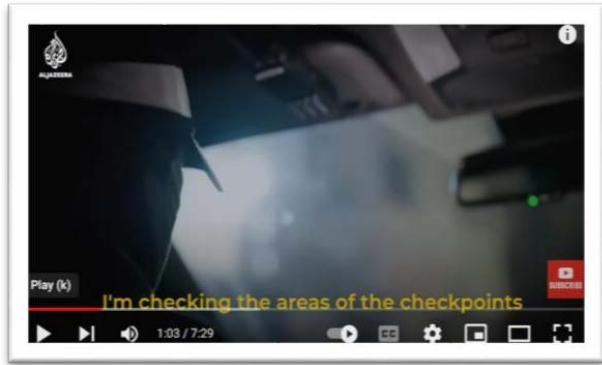 ALJAZEERA
i
Play (k)
SUBSCRIBE
I'm checking the areas of the checkpoints
1:03 / 7:29
CC